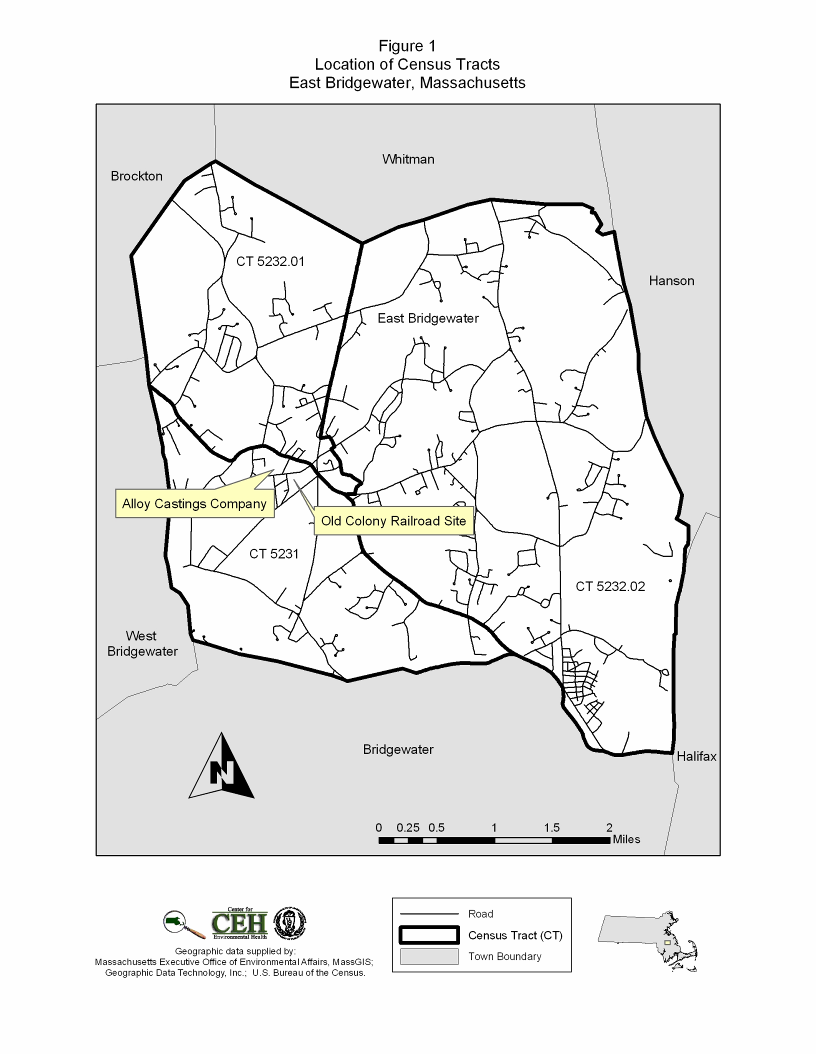 Figure 1
Location of Census Tracts
East Bridgewater, Massachusetts
Whitman
Brockton
CT 5232.01
Hanson
East Bridgewater
Alloy Castings Company
Old Colony Railroad Site
CT 5231
CT 5232.02
West
Bridgewater
Bridgewater
Halifax
N
0 0.25 0.5 1 1.5 2
Miles
Center for
CEH
Environmental Health
Geographic data supplied by:
Massachusetts Executive Office of Environmental Affairs, MassGIS;
Geographic Data Technology, Inc.; U.S. Bureau of the Census.
Road
Census Tract (CT)
Town Boundary